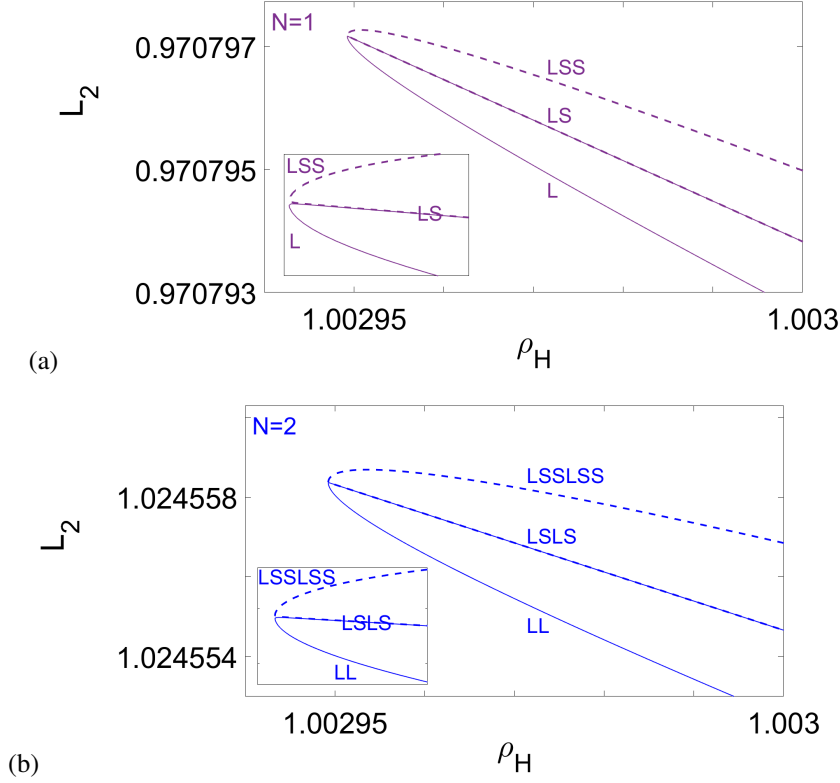 N=1
0.970797
0.970795
0.970793
L2
LSS
LS
L
LSS
LS
L
1.00295
1.003
ρH
(a)
N=2
1.024558
1.024554
L2
LSSLSS
LSLS
LL
LSSLSS
LSLS
LL
1.00295
1.003
ρH
(b)